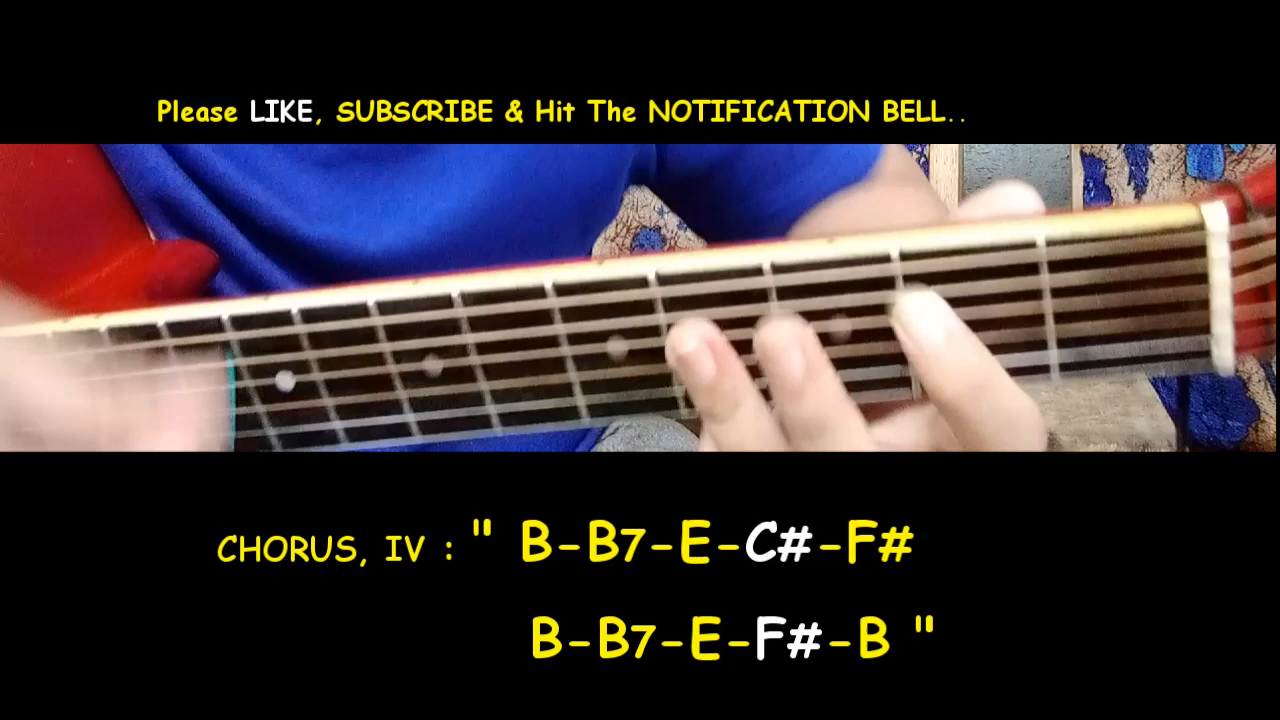 Please LIKE, SUBSCRIBE & Hit The NOTIFICATION BELL..
CHORUS, IV : " B-B7-E-C#-F#
B-B7-E-F#-B "